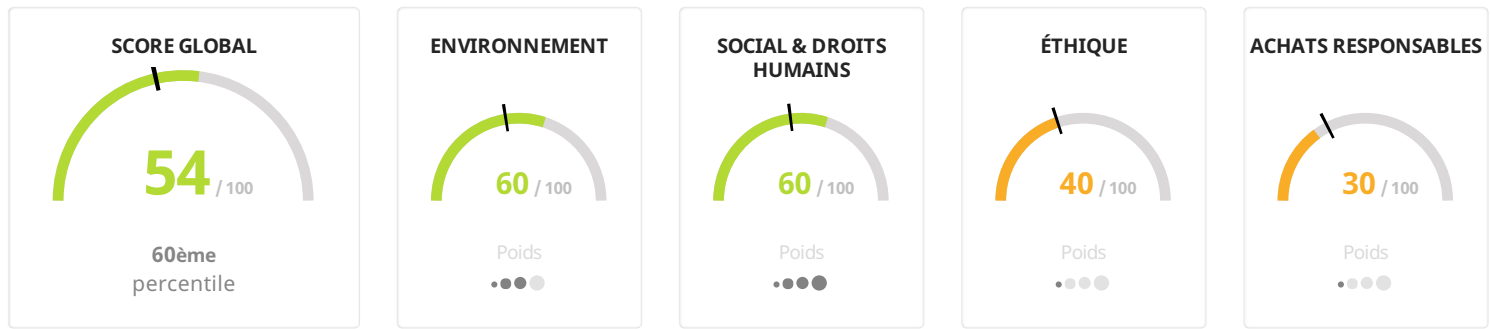 SCORE GLOBAL
54 / 100
60ème
percentile
ENVIRONNEMENT
60 / 100
Poids
SOCIAL & DROITS
HUMAINS
60 / 100
Poids
ÉTHIQUE
40 / 100
Poids
ACHATS RESPONSABLES
30 / 100
Poids